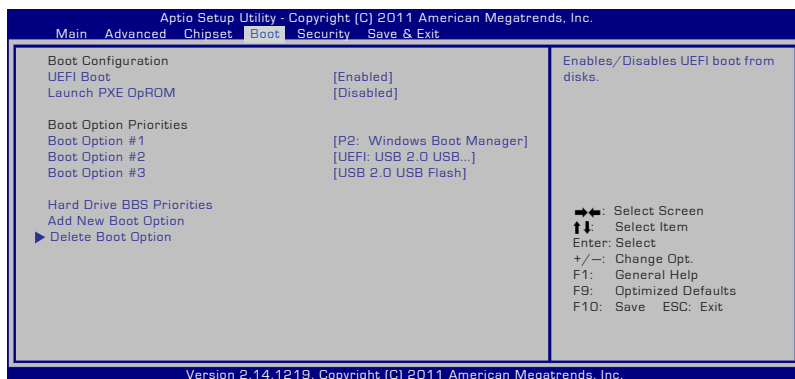 Aptio Setup Utility - Copyright (C) 2011 American Megatrends, Inc.
Main Advanced Chipset Boot Security Save & Exit
Boot Configuration
UEFI Boot [Enabled]
Launch PXE OpROM [Disabled]
Boot Option Priorities
Boot Option #1 [P2: Windows Boot Manager]
Boot Option #2 [UEFI: USB 2.0 USB...]
Boot Option #3 [USB 2.0 USB Flash]
Hard Drive BBS Priorities
Add New Boot Option
Delete Boot Option
Enables/Disables UEFI boot from
disks.
→←: Select Screen
↑↓: Select Item
Enter: Select
+/—: Change Opt.
F1: General Help
F9: Optimized Defaults
F10: Save ESC: Exit
Version 2.14.1219. Copyright (C) 2011 American Megatrends, Inc.